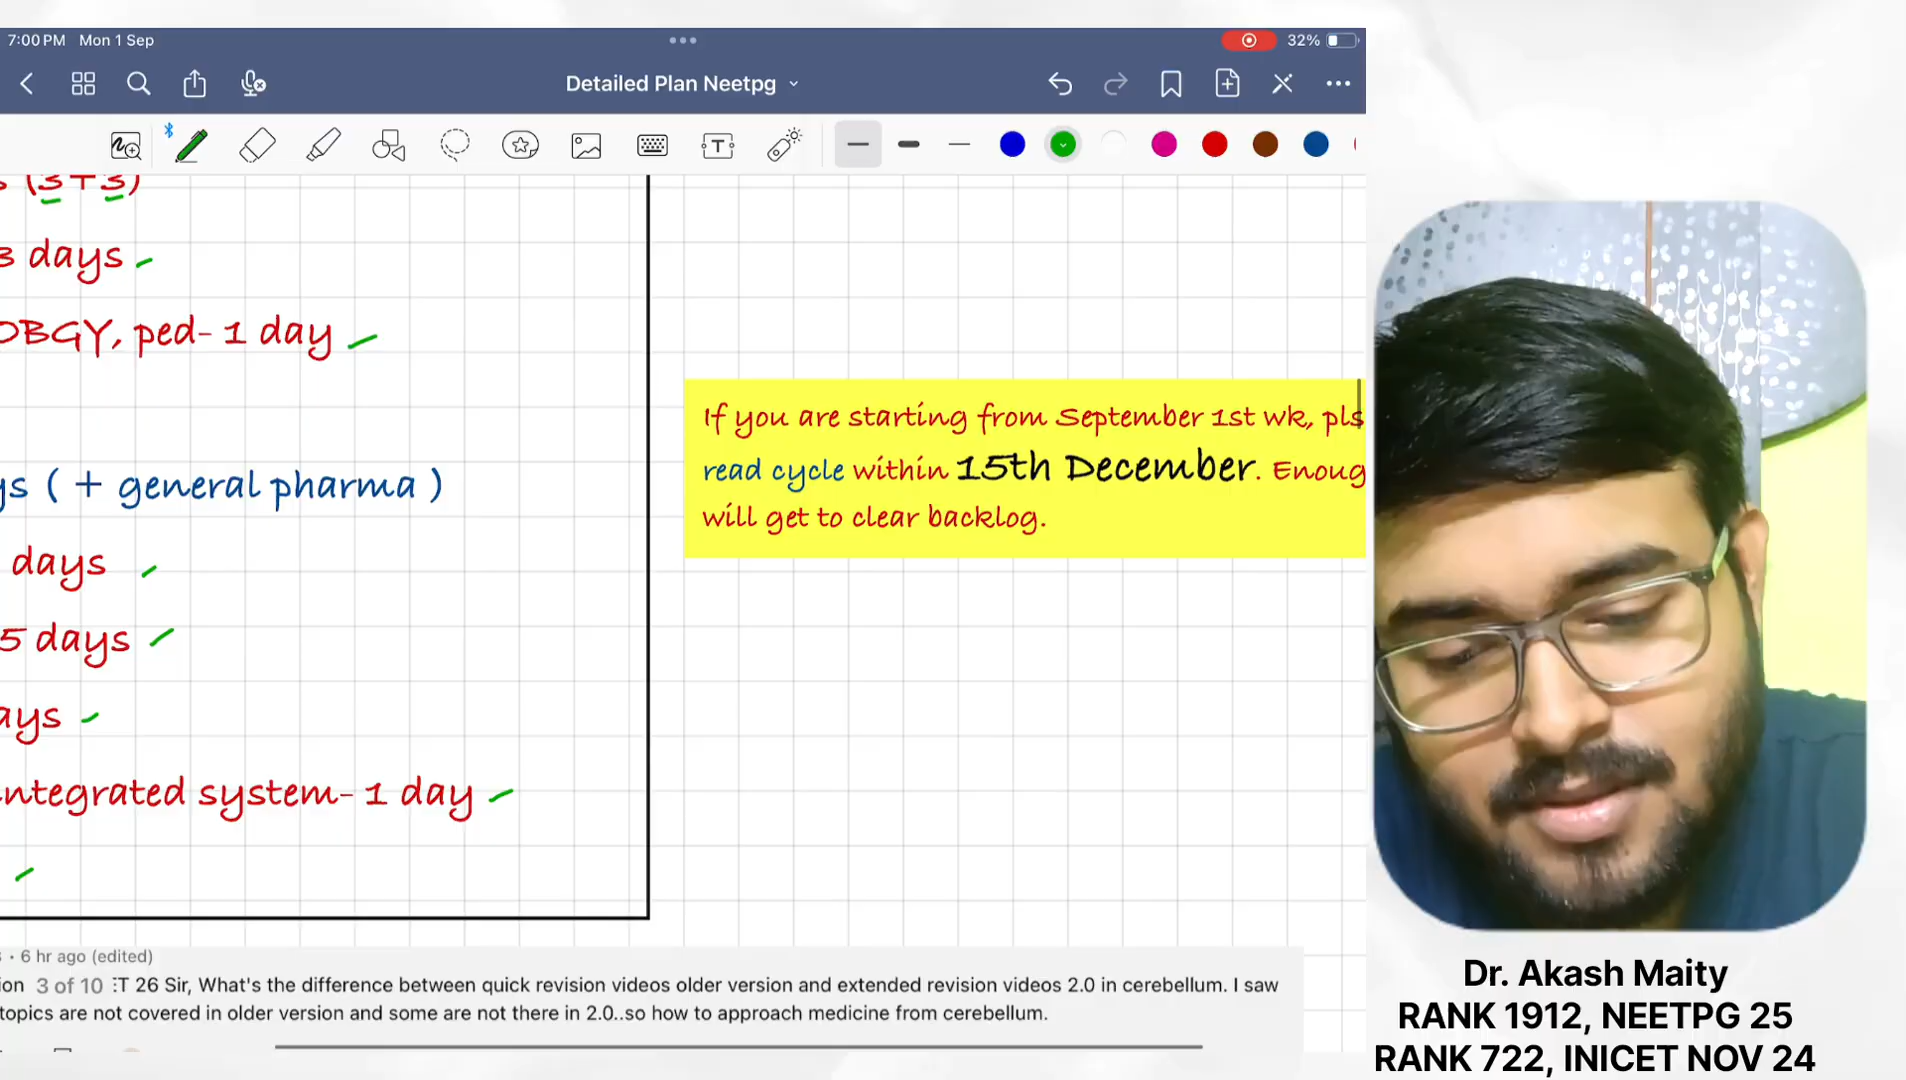 7:00 PM Mon 1 Sep
32%
Detailed Plan Neetpg
T
s (3+3)
3 days
OBGY, ped- 1 day
ys ( + general pharma )
days
5 days
ays
integrated system- 1 day
If you are starting from September 1st wk, pls
read cycle within 15th December. Enoug
will get to clear backlog.
• 6 hr ago (edited)
ion 3 of 10 ET 26 Sir, What's the difference between quick revision videos older version and extended revision videos 2.0 in cerebellum. I saw
topics are not covered in older version and some are not there in 2.0..so how to approach medicine from cerebellum.
Dr. Akash Maity
RANK 1912, NEETPG 25
RANK 722, INICET NOV 24